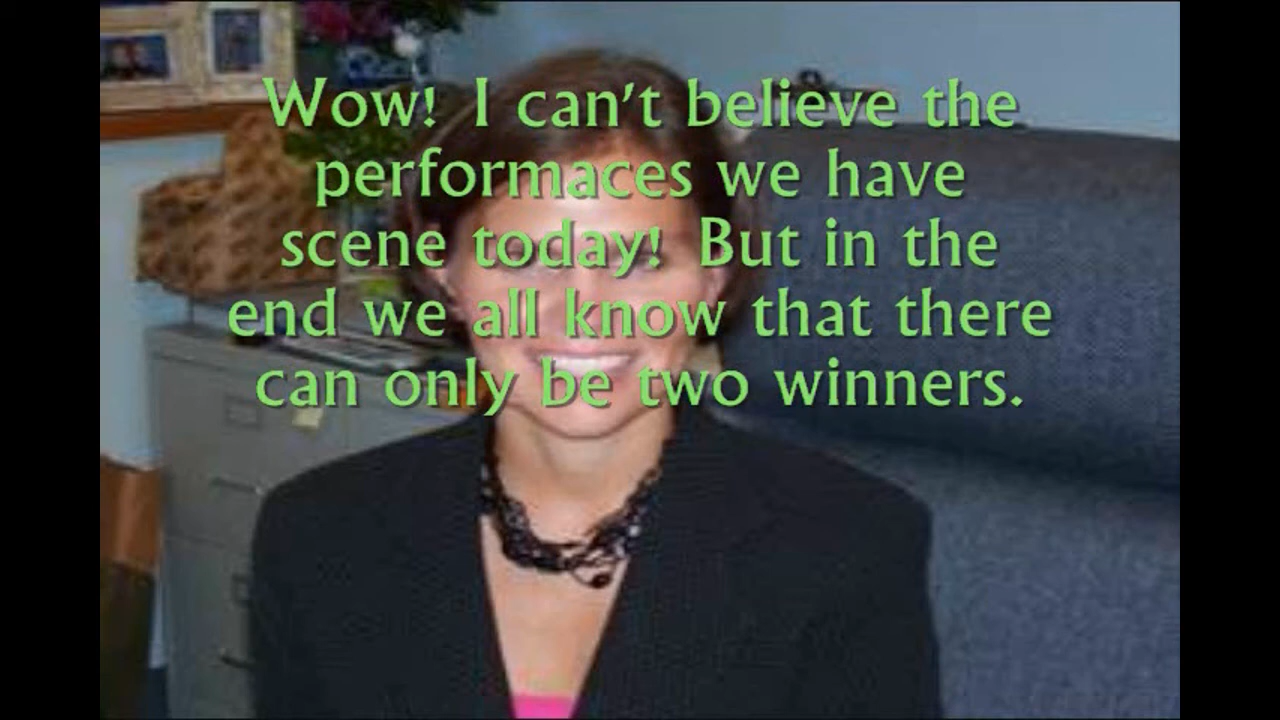 Wow! I can't believe the
performaces we have
scene today! But in the
end we all know that there
can only be two winners.